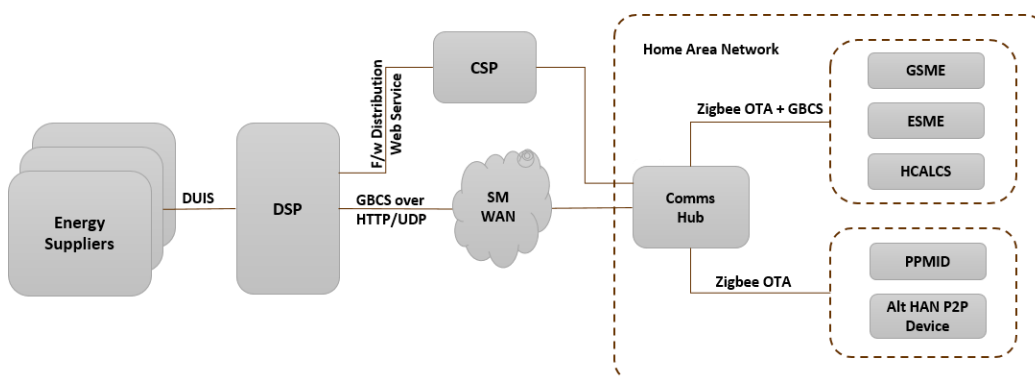 Home Area Network
CSP
GSME
F/w Distribution
Web Service
Zigbee OTA + GBCS
ESME
HCALCS
Energy
Suppliers
DUIS
DSP
GBCS over
HTTP/UDP
SM
WAN
Comms
Hub
Zigbee OTA
PPMID
Alt HAN P2P
Device